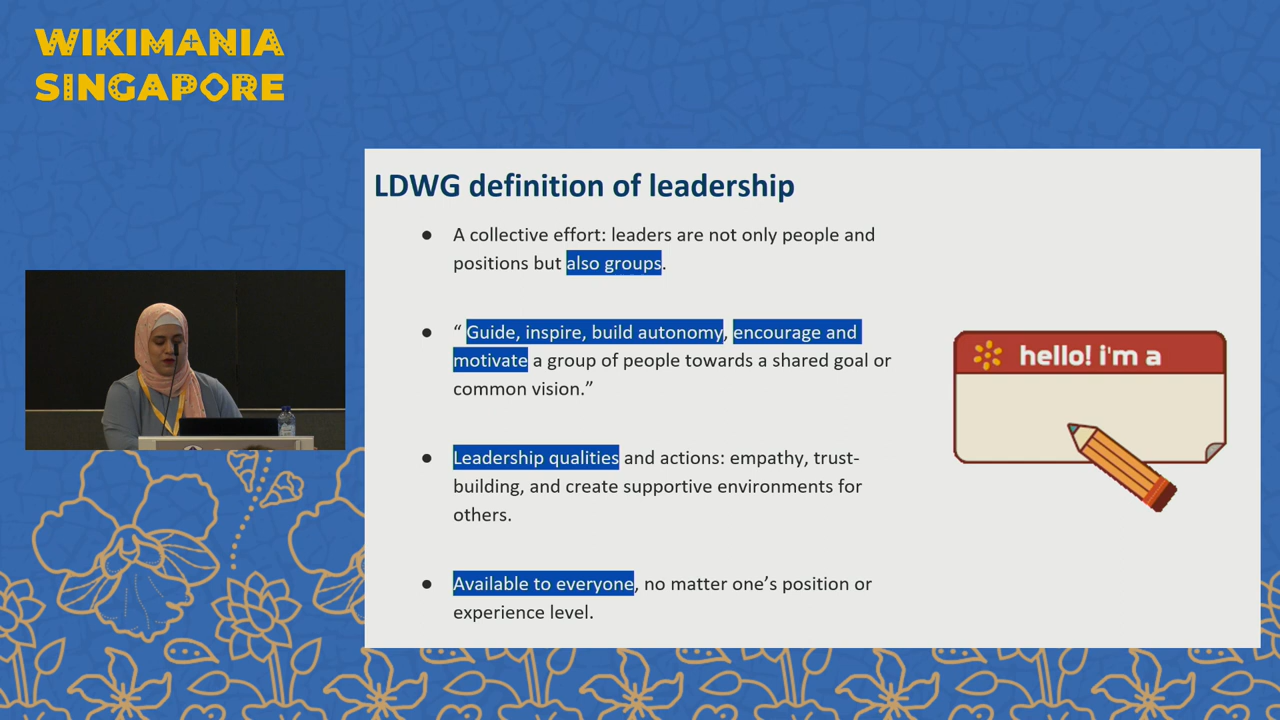 WIKIMANIA
SINGAPORE
LDWG definition of leadership
● A collective effort: leaders are not only people and
positions but also groups.
● “ Guide, inspire, build autonomy, encourage and
motivate a group of people towards a shared goal or
common vision.”
● Leadership qualities and actions: empathy, trust-
building, and create supportive environments for
others.
● Available to everyone, no matter one’s position or
experience level.
hello! i'm a